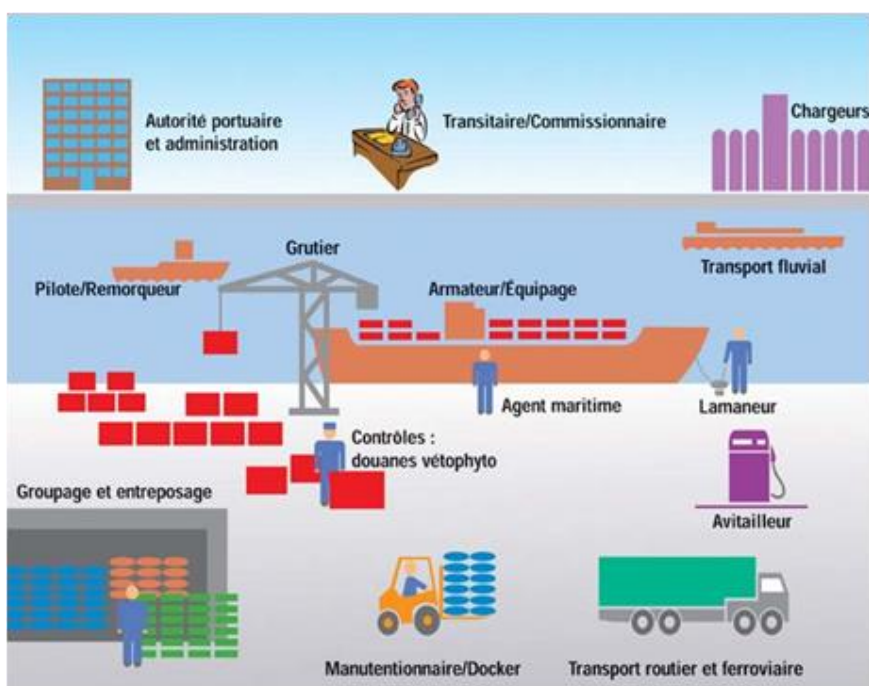 Autorité portuaire
et administration
Transitaire/Commissionnaire
Chargeurs
Grutier
Pilote/Remorqueur
Armateur/Équipage
Transport fluvial
Agent maritime
Lamaneur
Contrôles :
douanes vétophyto
Groupage et entreposage
Avitailleur
Manutentionnaire/Docker
Transport routier et ferroviaire